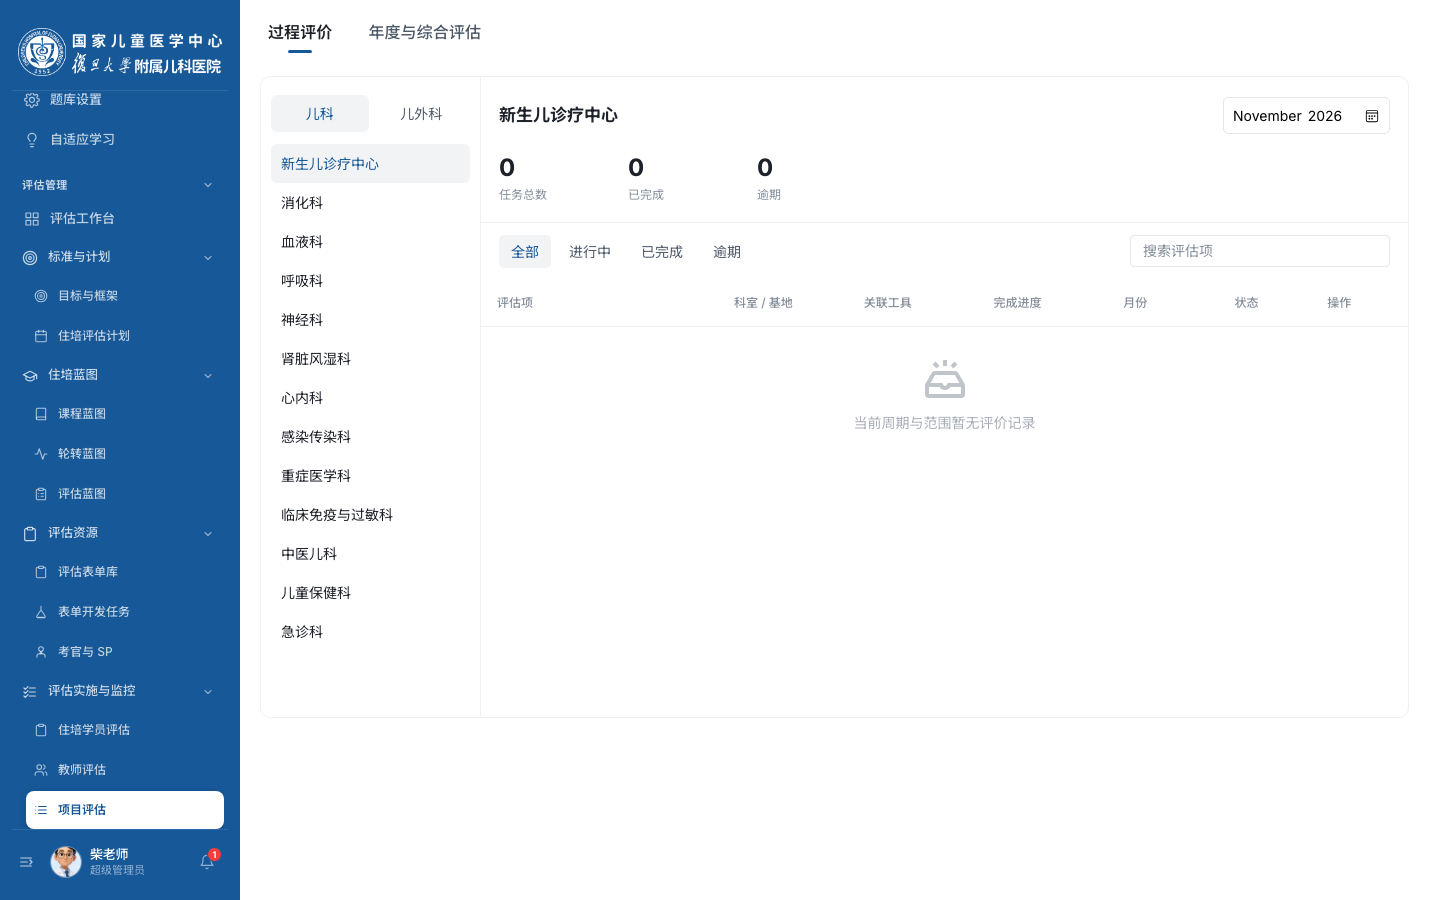 国家儿童医学中心
復旦大学附属儿科医院
1952
题库设置
自适应学习
评估管理
评估工作台
标准与计划
目标与框架
住培评估计划
住培蓝图
课程蓝图
轮转蓝图
评估蓝图
评估资源
评估表单库
表单开发任务
考官与 SP
评估实施与监控
住培学员评估
教师评估
项目评估
柴老师
超级管理员
1
过程评价
年度与综合评估
儿科
儿外科
新生儿诊疗中心
消化科
血液科
呼吸科
神经科
肾脏风湿科
心内科
感染传染科
重症医学科
临床免疫与过敏科
中医儿科
儿童保健科
急诊科
新生儿诊疗中心
November 2026
0
任务总数
0
已完成
0
逾期
全部
进行中
已完成
逾期
搜索评估项
评估项
科室 / 基地
关联工具
完成进度
月份
状态
操作
当前周期与范围暂无评价记录